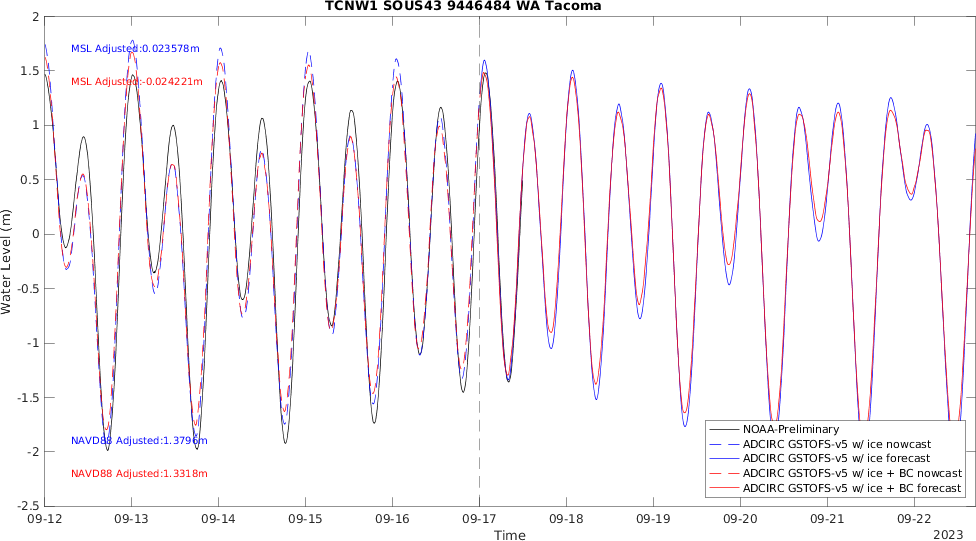 TCNW1 SOUS43 9446484 WA Tacoma
MSL Adjusted:0.023578m
MSL Adjusted:-0.024221m
NAVD88 Adjusted:1.3796m
NAVD88 Adjusted:1.3318m
Water Level (m)
2
1.5
1
0.5
0
-0.5
-1
-1.5
-2
-2.5
NOAA-Preliminary
ADCIRC GSTOFS-v5 w/ ice nowcast
ADCIRC GSTOFS-v5 w/ ice forecast
ADCIRC GSTOFS-v5 w/ ice + BC nowcast
ADCIRC GSTOFS-v5 w/ ice + BC forecast
09-12 09-13 09-14 09-15 09-16 09-17 09-18 09-19 09-20 09-21 09-22
Time
2023